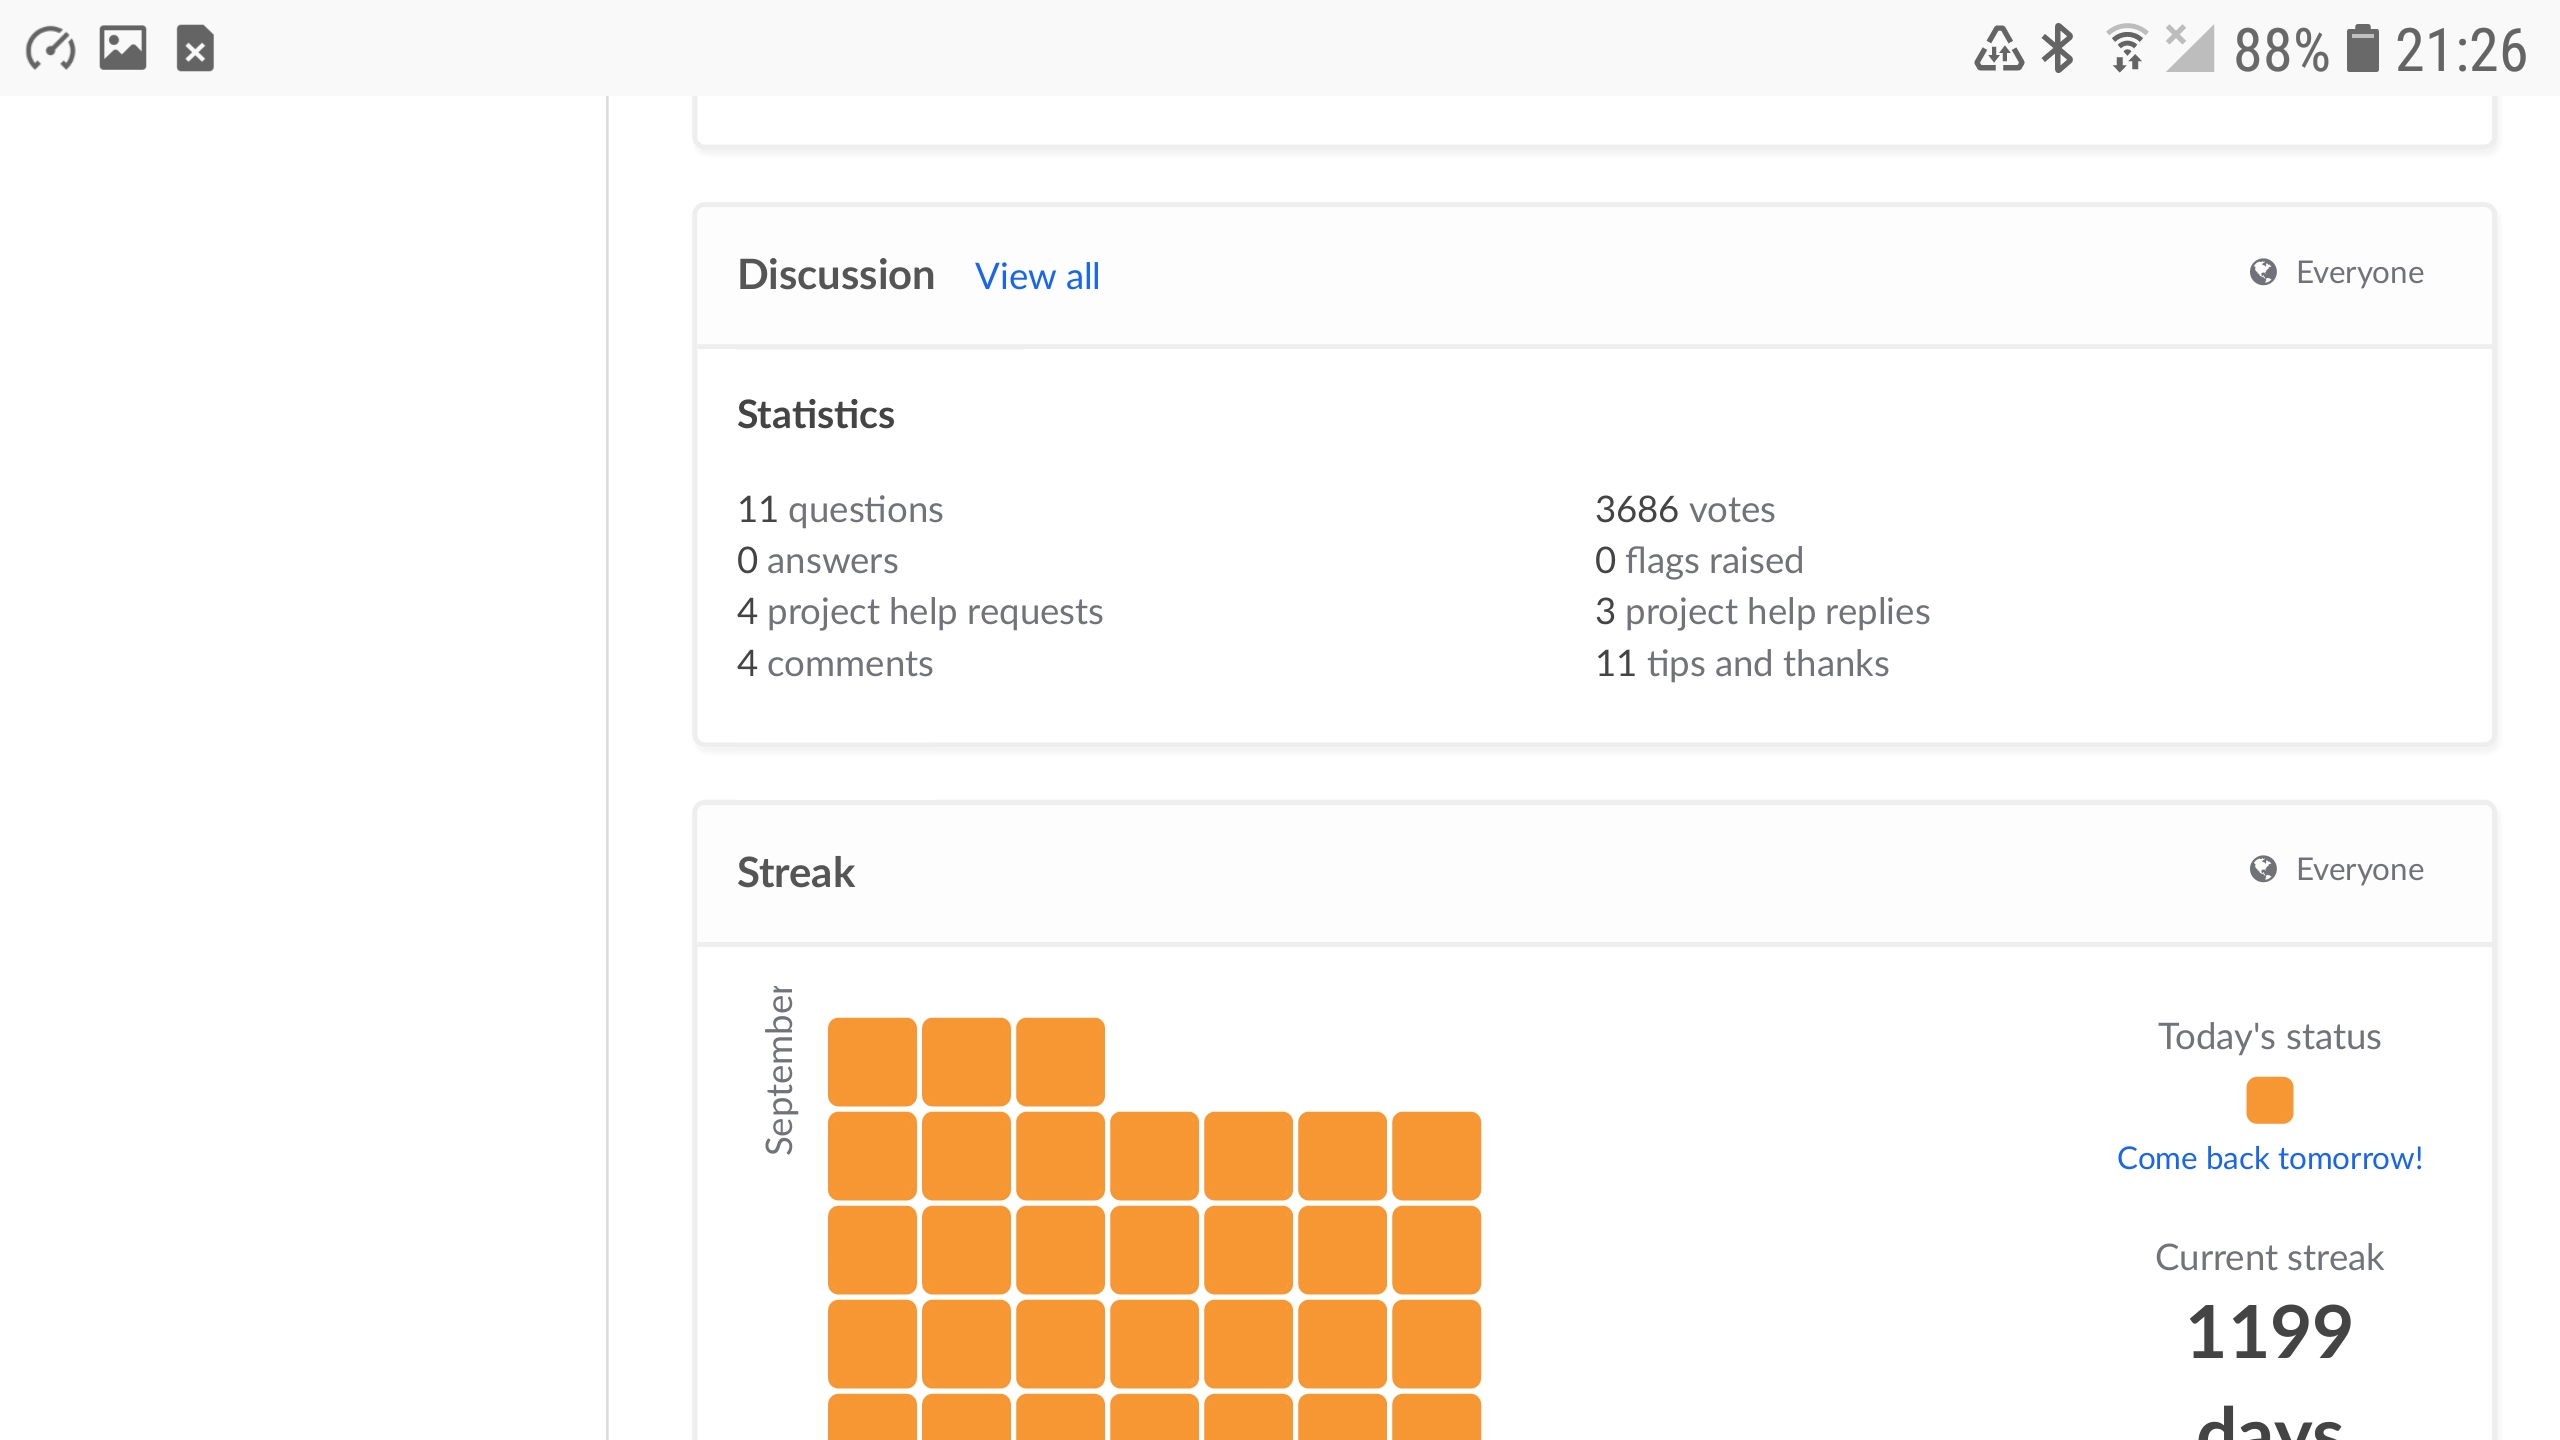 88% 21:26
Discussion View all Everyone
Statistics
11 questions
0 answers
4 project help requests
4 comments
3686 votes
0 flags raised
3 project help replies
11 tips and thanks
Streak Everyone
September
Today's status
Come back tomorrow!
Current streak
1199
days